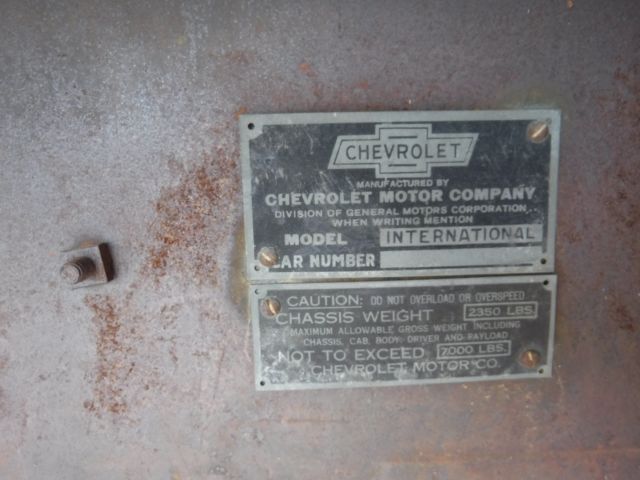 CHEVROLET
MANUFACTURED BY
CHEVROLET MOTOR COMPANY
DIVISION OF GENERAL MOTORS CORPORATION
WHEN WRITING MENTION
MODEL INTERNATIONAL
CAR NUMBER
CAUTION: DO NOT OVERLOAD OR OVERSPEED
CHASSIS WEIGHT 2350 LBS.
MAXIMUM ALLOWABLE GROSS WEIGHT INCLUDING
CHASSIS, CAB, BODY, DRIVER AND PAYLOAD
NOT TO EXCEED 7000 LBS.
CHEVROLET MOTOR CO.